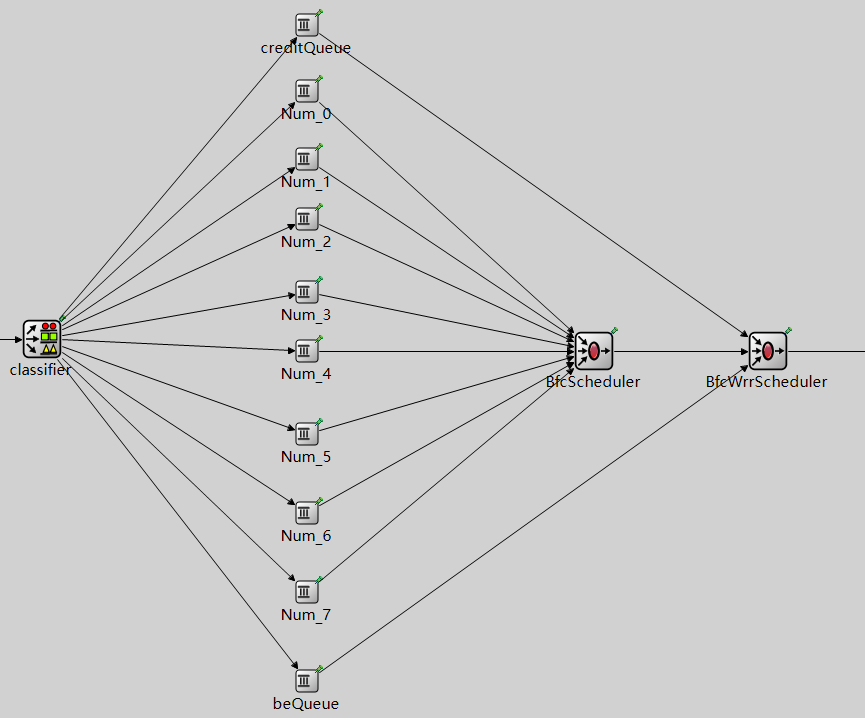 creditQueue
Num_0
Num_1
Num_2
Num_3
classifier
Num_4
BfcScheduler
BfcWrrScheduler
Num_5
Num_6
Num_7
beQueue